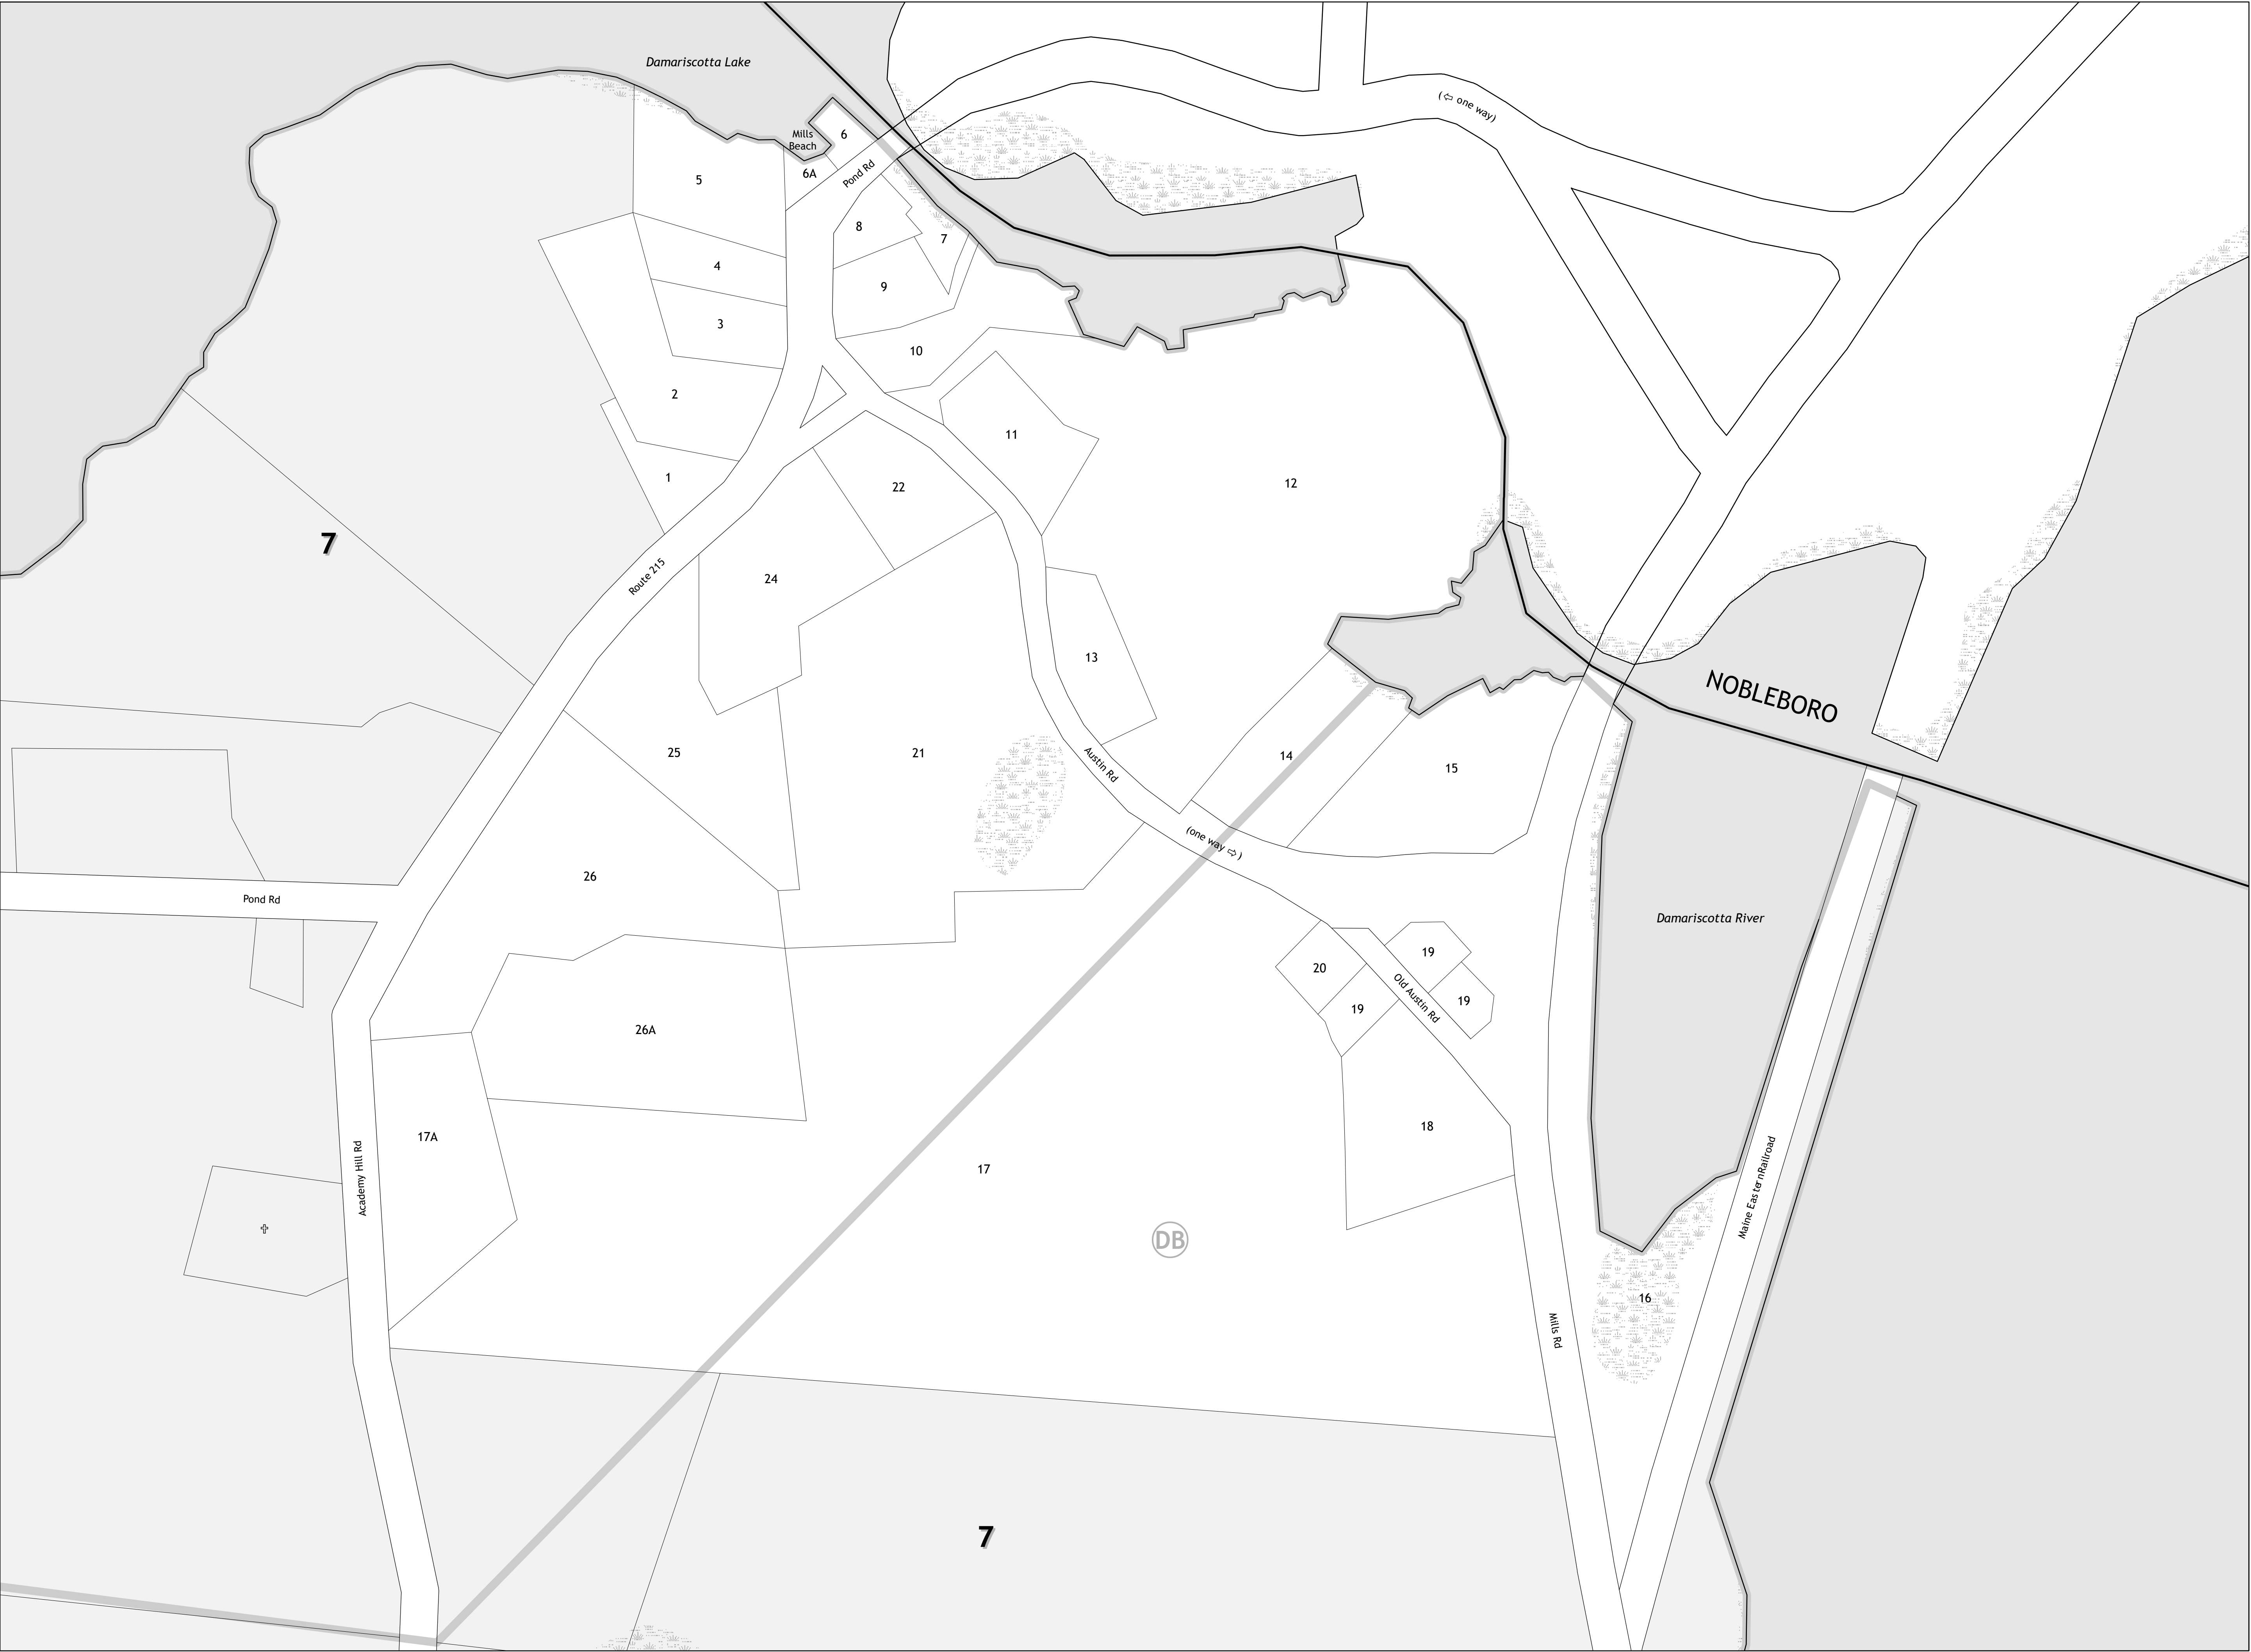 Damariscotta Lake
(⇦ one way)
Mills
Beach
6
6A
Pond Rd
5
8
7
4
9
3
10
2
11
1
22
12
7
Route 215
24
13
NOBLEBORO
25
21
Austin Rd
14
15
(one way ⇨)
26
Pond Rd
Damariscotta River
19
20
Old Austin Rd
19
19
26A
18
17A
Academy Hill Rd
17
Maine Eastern Railroad
DB
16
Mills Rd
7